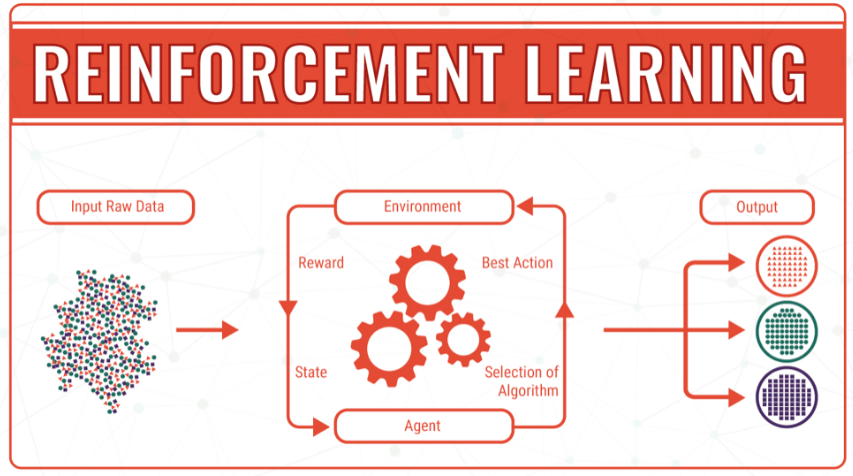 REINFORCEMENT LEARNING
Input Raw Data
Environment
Output
Reward
Best Action
State
Selection of
Algorithm
Agent